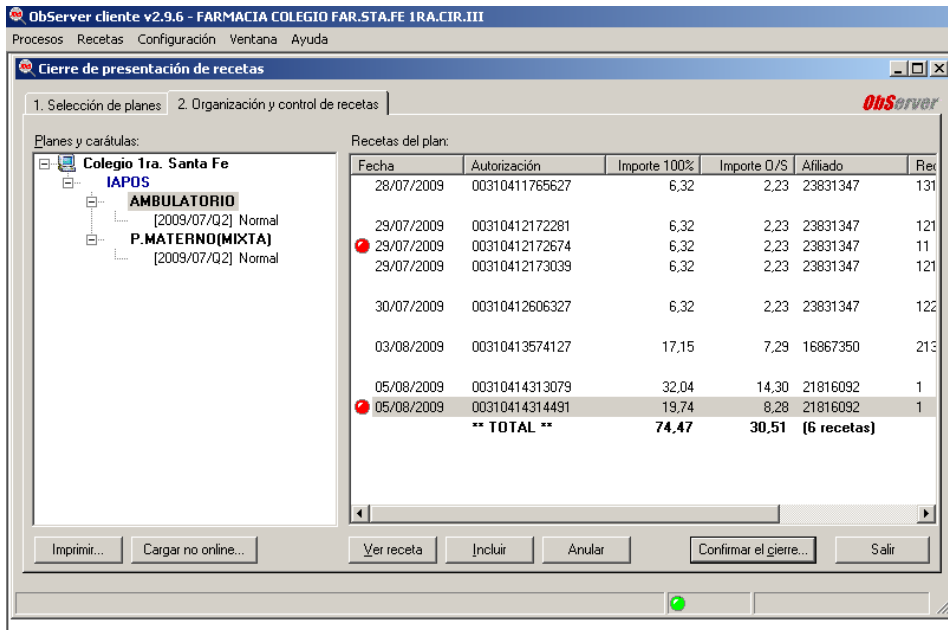 ObServer cliente v2.9.6 - FARMACIA COLEGIO FAR.STA.FE 1RA.CIR.III
Procesos Recetas Configuración Ventana Ayuda
Cierre de presentación de recetas
1. Selección de planes 2. Organización y control de recetas
ObServer
Planes y carátulas:
Colegio 1ra. Santa Fe
IAPOS
AMBULATORIO
[2009/07/Q2] Normal
P.MATERNO(MIXTA)
[2009/07/Q2] Normal
Recetas del plan:
Fecha Autorización Importe 100% Importe O/S Afiliado Rec
28/07/2009 00310411765627 6,32 2,23 23831347 131
29/07/2009 00310412172281 6,32 2,23 23831347 121
29/07/2009 00310412172674 6,32 2,23 23831347 11
29/07/2009 00310412173039 6,32 2,23 23831347 121
30/07/2009 00310412606327 6,32 2,23 23831347 122
03/08/2009 00310413574127 17,15 7,29 16867350 213
05/08/2009 00310414313079 32,04 14,30 21816092 1
05/08/2009 00310414314491 19,74 8,28 21816092 1
** TOTAL ** 74,47 30,51 (6 recetas)
Imprimir... Cargar no online... Ver receta Incluir Anular Confirmar el cierre... Salir